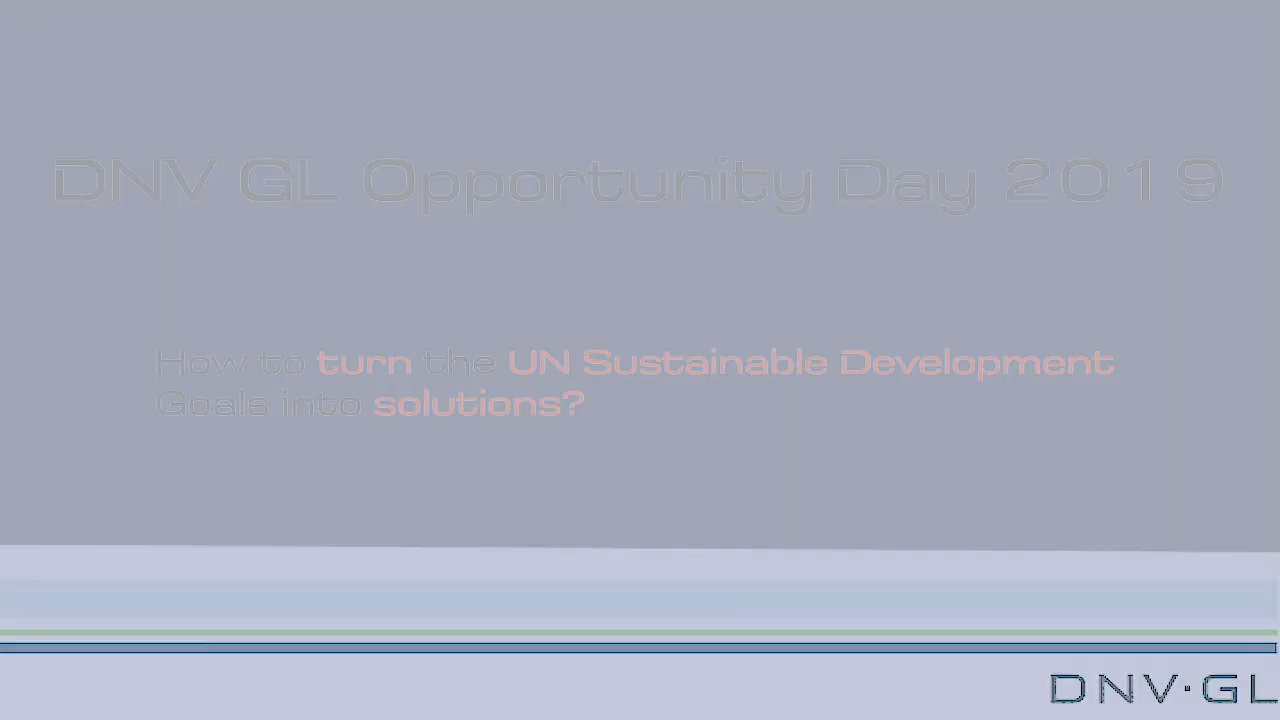 DNV GL Opportunity Day 2019
How to turn the UN Sustainable Development
Goals into solutions?
DNV·GL